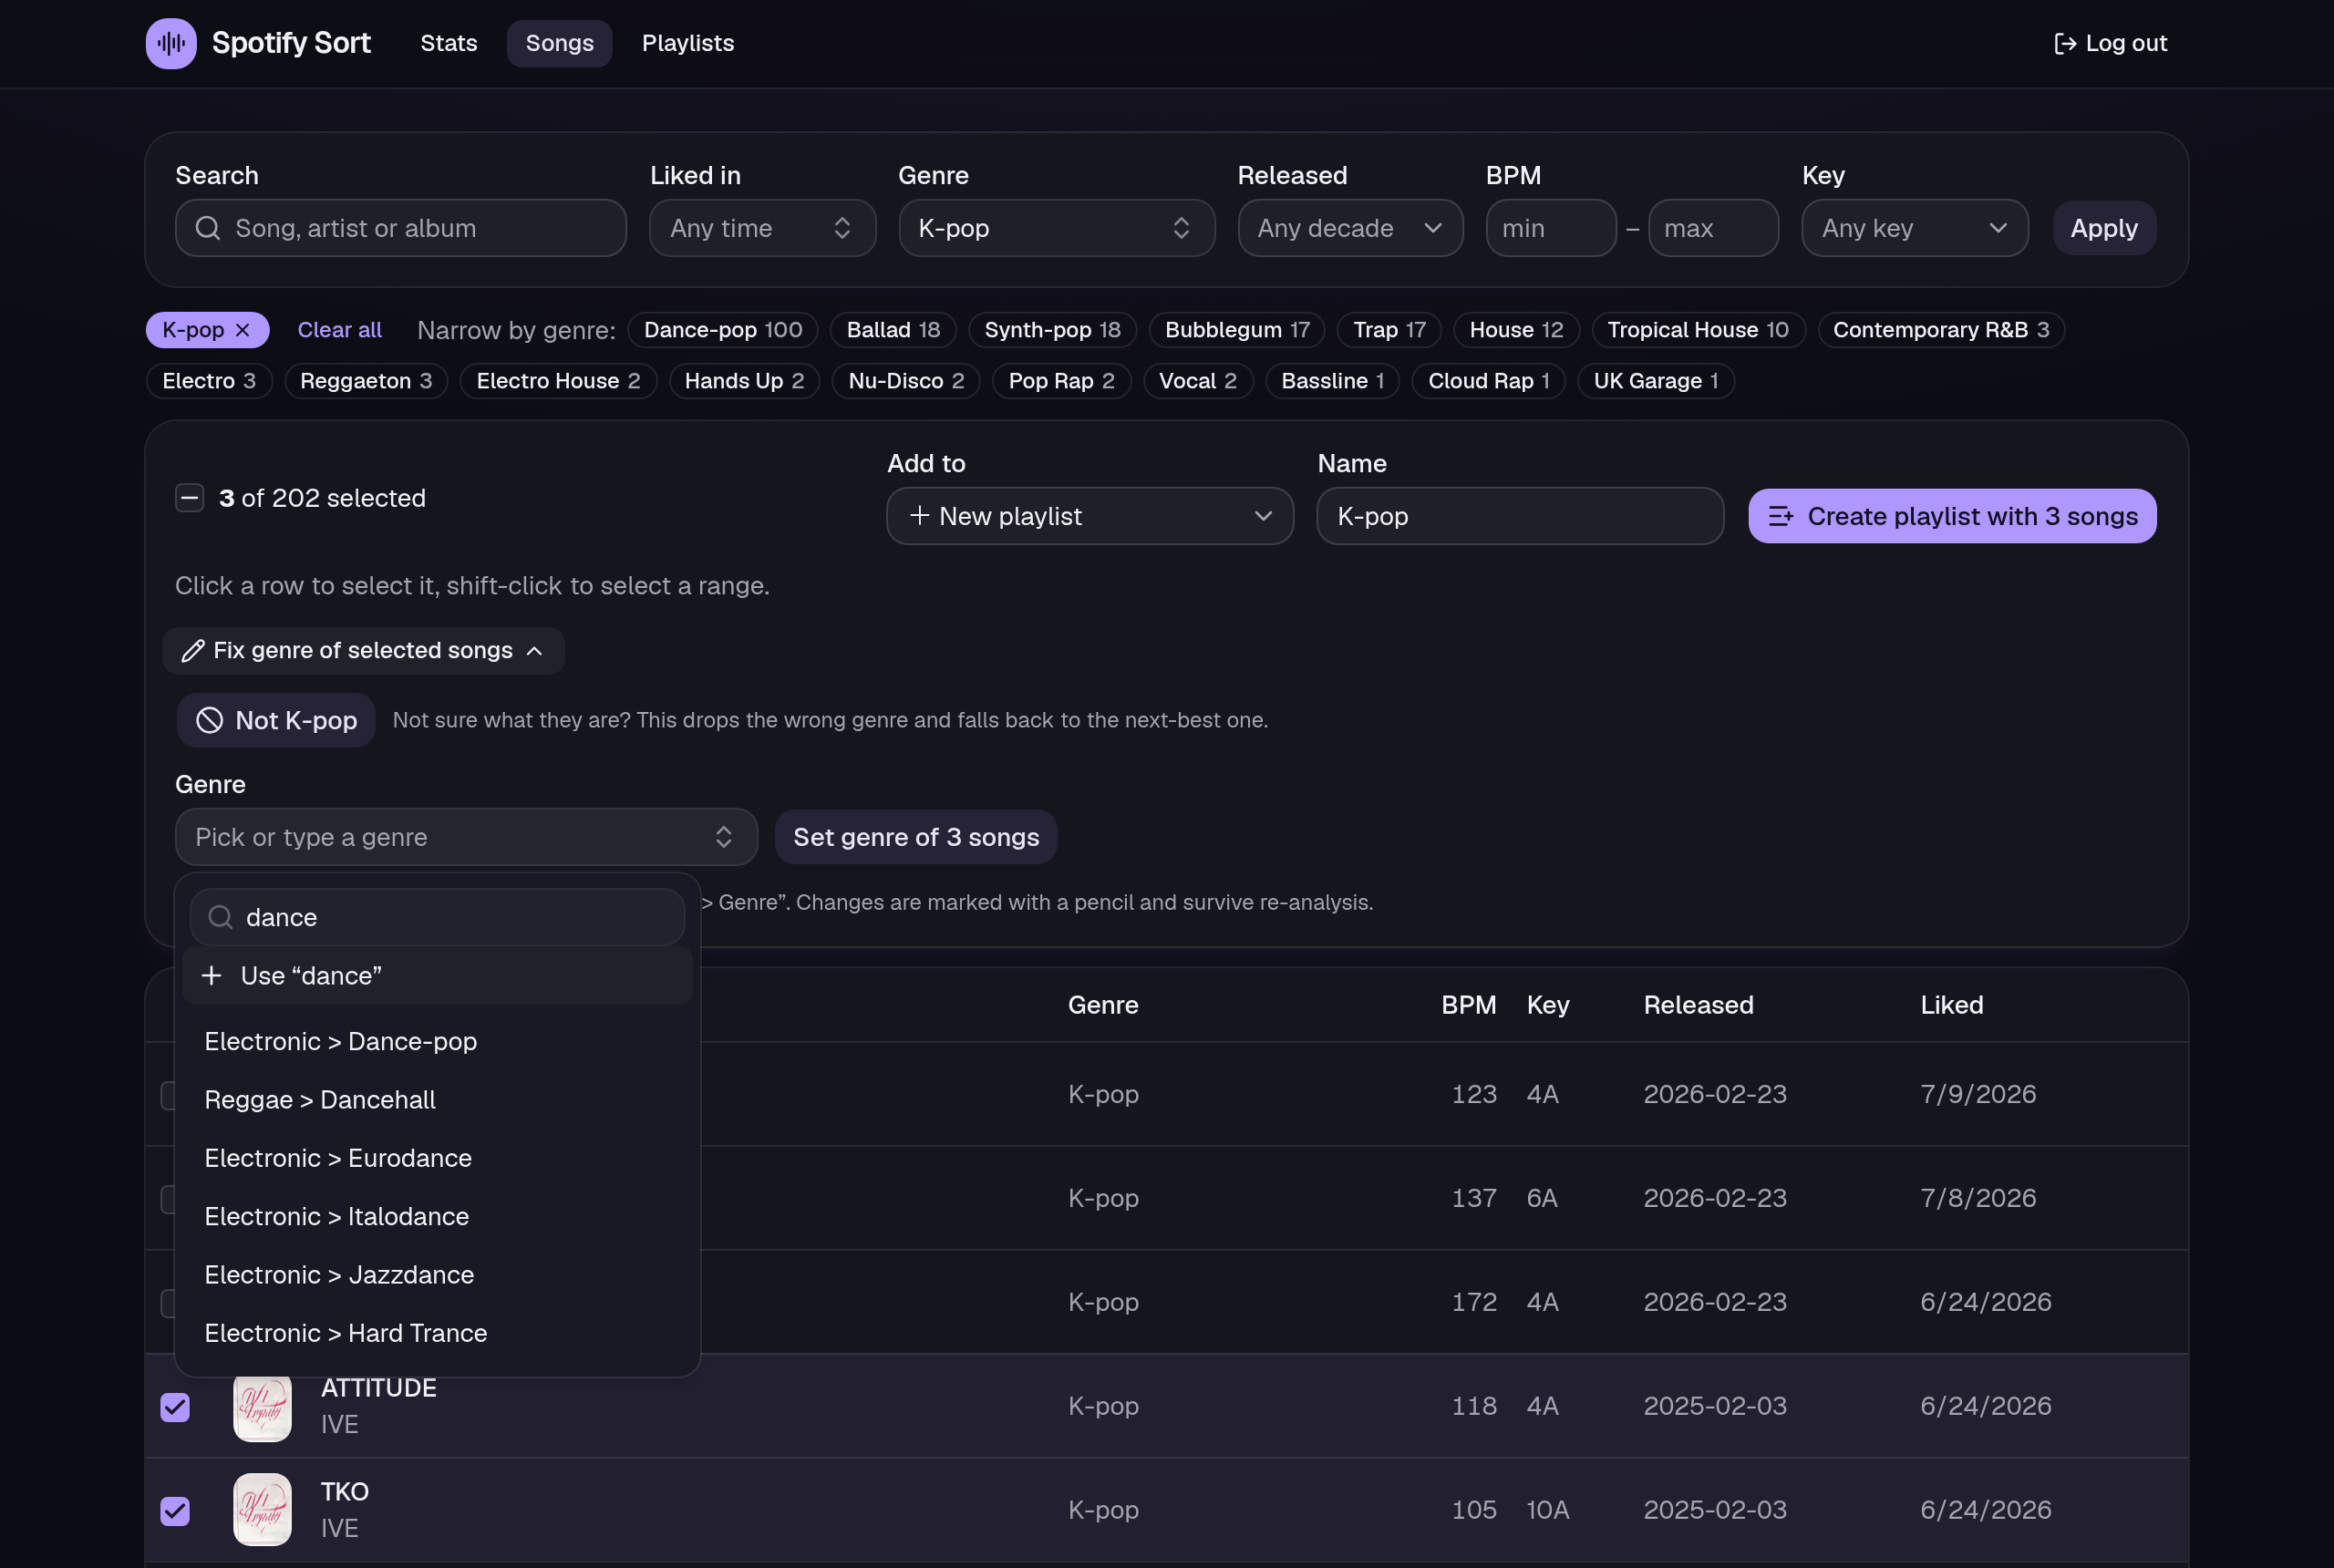 Spotify Sort
Stats
Songs
Playlists
Log out
Search
Liked in
Genre
Released
BPM
Key
Song, artist or album
Any time
K-pop
Any decade
min
–
max
Any key
Apply
K-pop
Clear all
Narrow by genre:
Dance-pop 100
Ballad 18
Synth-pop 18
Bubblegum 17
Trap 17
House 12
Tropical House 10
Contemporary R&B 3
Electro 3
Reggaeton 3
Electro House 2
Hands Up 2
Nu-Disco 2
Pop Rap 2
Vocal 2
Bassline 1
Cloud Rap 1
UK Garage 1
3 of 202 selected
Add to
New playlist
Name
K-pop
Create playlist with 3 songs
Click a row to select it, shift-click to select a range.
Fix genre of selected songs
Not K-pop
Not sure what they are? This drops the wrong genre and falls back to the next-best one.
Genre
Pick or type a genre
Set genre of 3 songs
> Genre”. Changes are marked with a pencil and survive re-analysis.
dance
Use “dance”
Electronic > Dance-pop
Reggae > Dancehall
Electronic > Eurodance
Electronic > Italodance
Electronic > Jazzdance
Electronic > Hard Trance
Genre
BPM
Key
Released
Liked
K-pop 123 4A 2026-02-23 7/9/2026
K-pop 137 6A 2026-02-23 7/8/2026
K-pop 172 4A 2026-02-23 6/24/2026
ATTITUDE
IVE
K-pop 118 4A 2025-02-03 6/24/2026
TKO
IVE
K-pop 105 10A 2025-02-03 6/24/2026